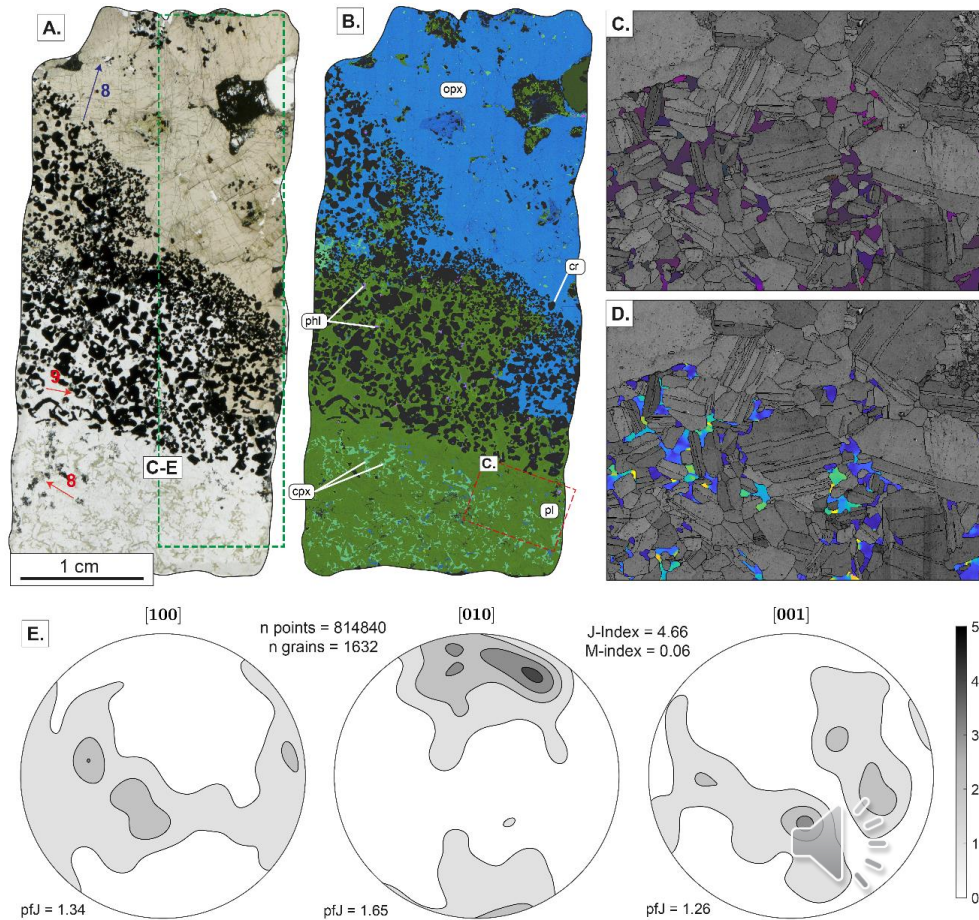 A.
8
9
C-E
8
1 cm
B.
opx
cr
phl
C.
cpx
pl
C.
D.
E.
[100]
n points = 814840
n grains = 1632
[010]
J-Index = 4.66
M-index = 0.06
[001]
5
4
3
2
1
0
pfJ = 1.34
pfJ = 1.65
pfJ = 1.26